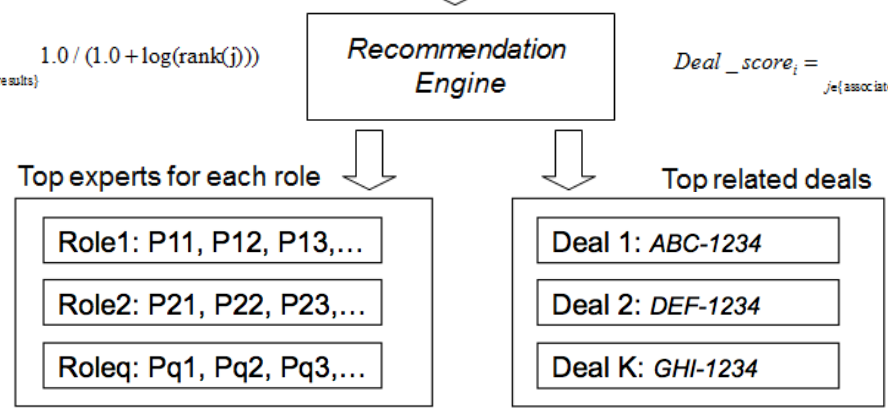 1.0 / (1.0 + log(rank(j)))
Recommendation
Engine
Deal _ scoreᵢ =
Top experts for each role
Top related deals
Role1: P11, P12, P13,…
Role2: P21, P22, P23,…
Roleq: Pq1, Pq2, Pq3,…
Deal 1: ABC-1234
Deal 2: DEF-1234
Deal K: GHI-1234